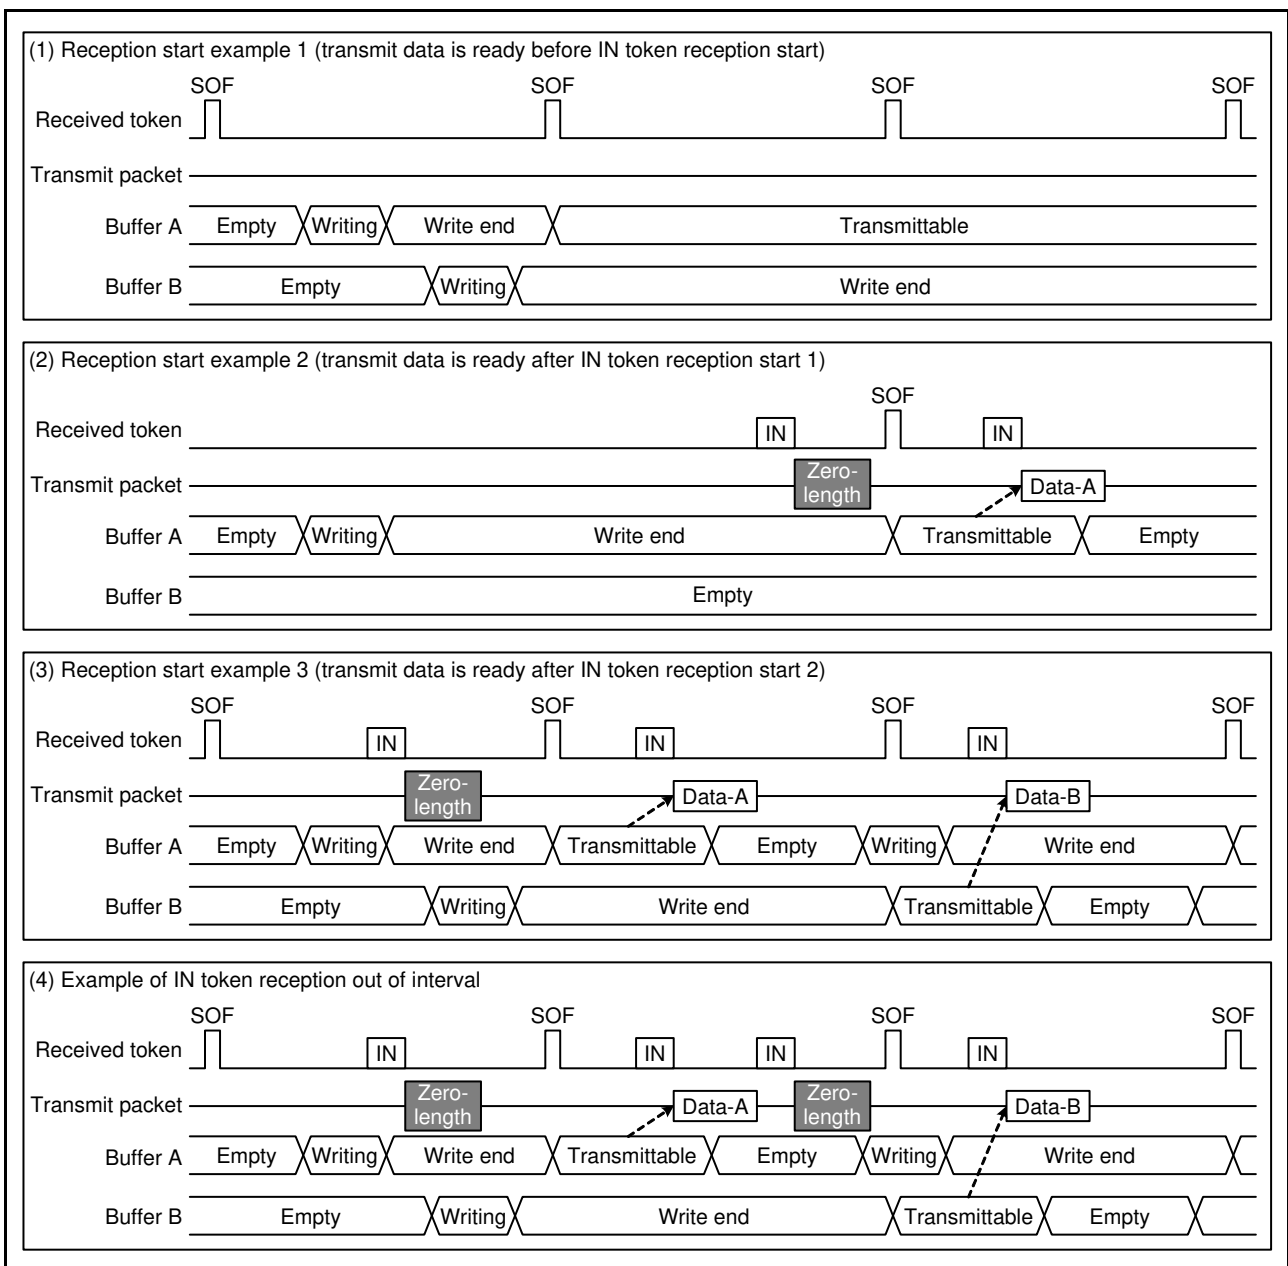 (1) Reception start example 1 (transmit data is ready before IN token reception start)
SOF SOF SOF SOF
Received token
Transmit packet
Buffer A Empty Writing Write end Transmittable
Buffer B Empty Writing Write end
(2) Reception start example 2 (transmit data is ready after IN token reception start 1)
SOF
Received token IN IN
Transmit packet Zero-
length Data-A
Buffer A Empty Writing Write end Transmittable Empty
Buffer B Empty
(3) Reception start example 3 (transmit data is ready after IN token reception start 2)
SOF SOF SOF SOF
Received token IN IN IN
Transmit packet Zero-
length Data-A Data-B
Buffer A Empty Writing Write end Transmittable Empty Writing Write end
Buffer B Empty Writing Write end Transmittable Empty
(4) Example of IN token reception out of interval
SOF SOF SOF SOF
Received token IN IN IN IN
Transmit packet Zero-
length Data-A Zero-
length Data-B
Buffer A Empty Writing Write end Transmittable Empty Writing Write end
Buffer B Empty Writing Write end Transmittable Empty